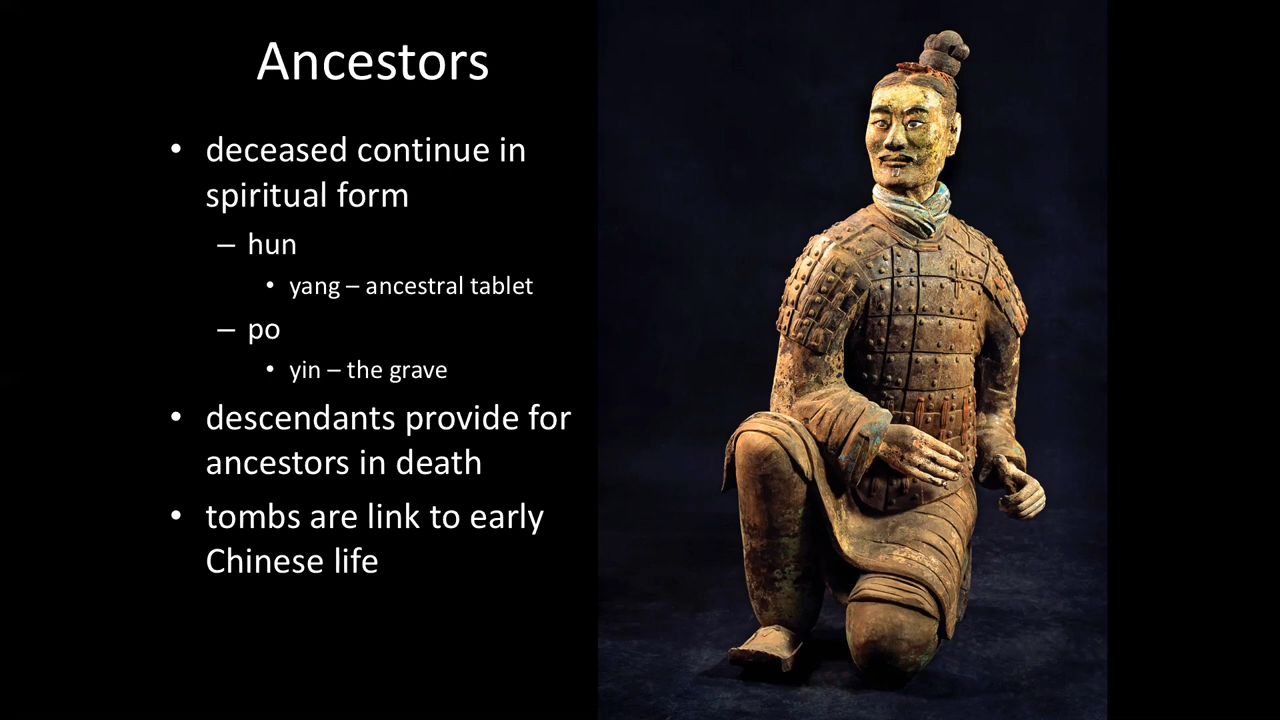 Ancestors
• deceased continue in
spiritual form
– hun
• yang – ancestral tablet
– po
• yin – the grave
• descendants provide for
ancestors in death
• tombs are link to early
Chinese life